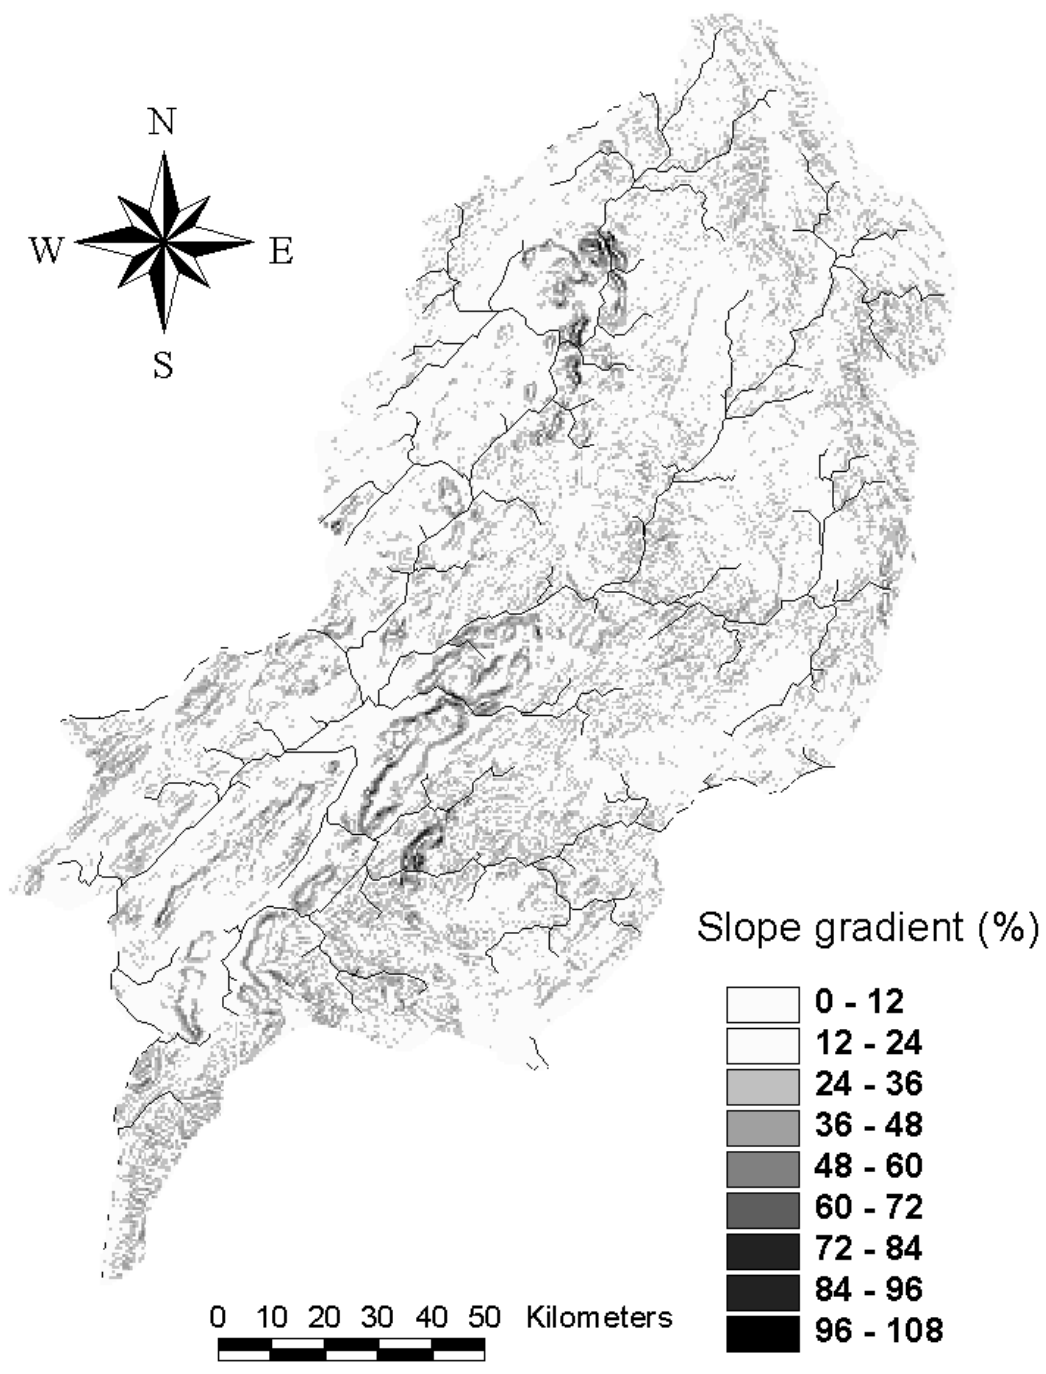 N
W E
S
Slope gradient (%)
0 - 12
12 - 24
24 - 36
36 - 48
48 - 60
60 - 72
72 - 84
84 - 96
96 - 108
0 10 20 30 40 50 Kilometers